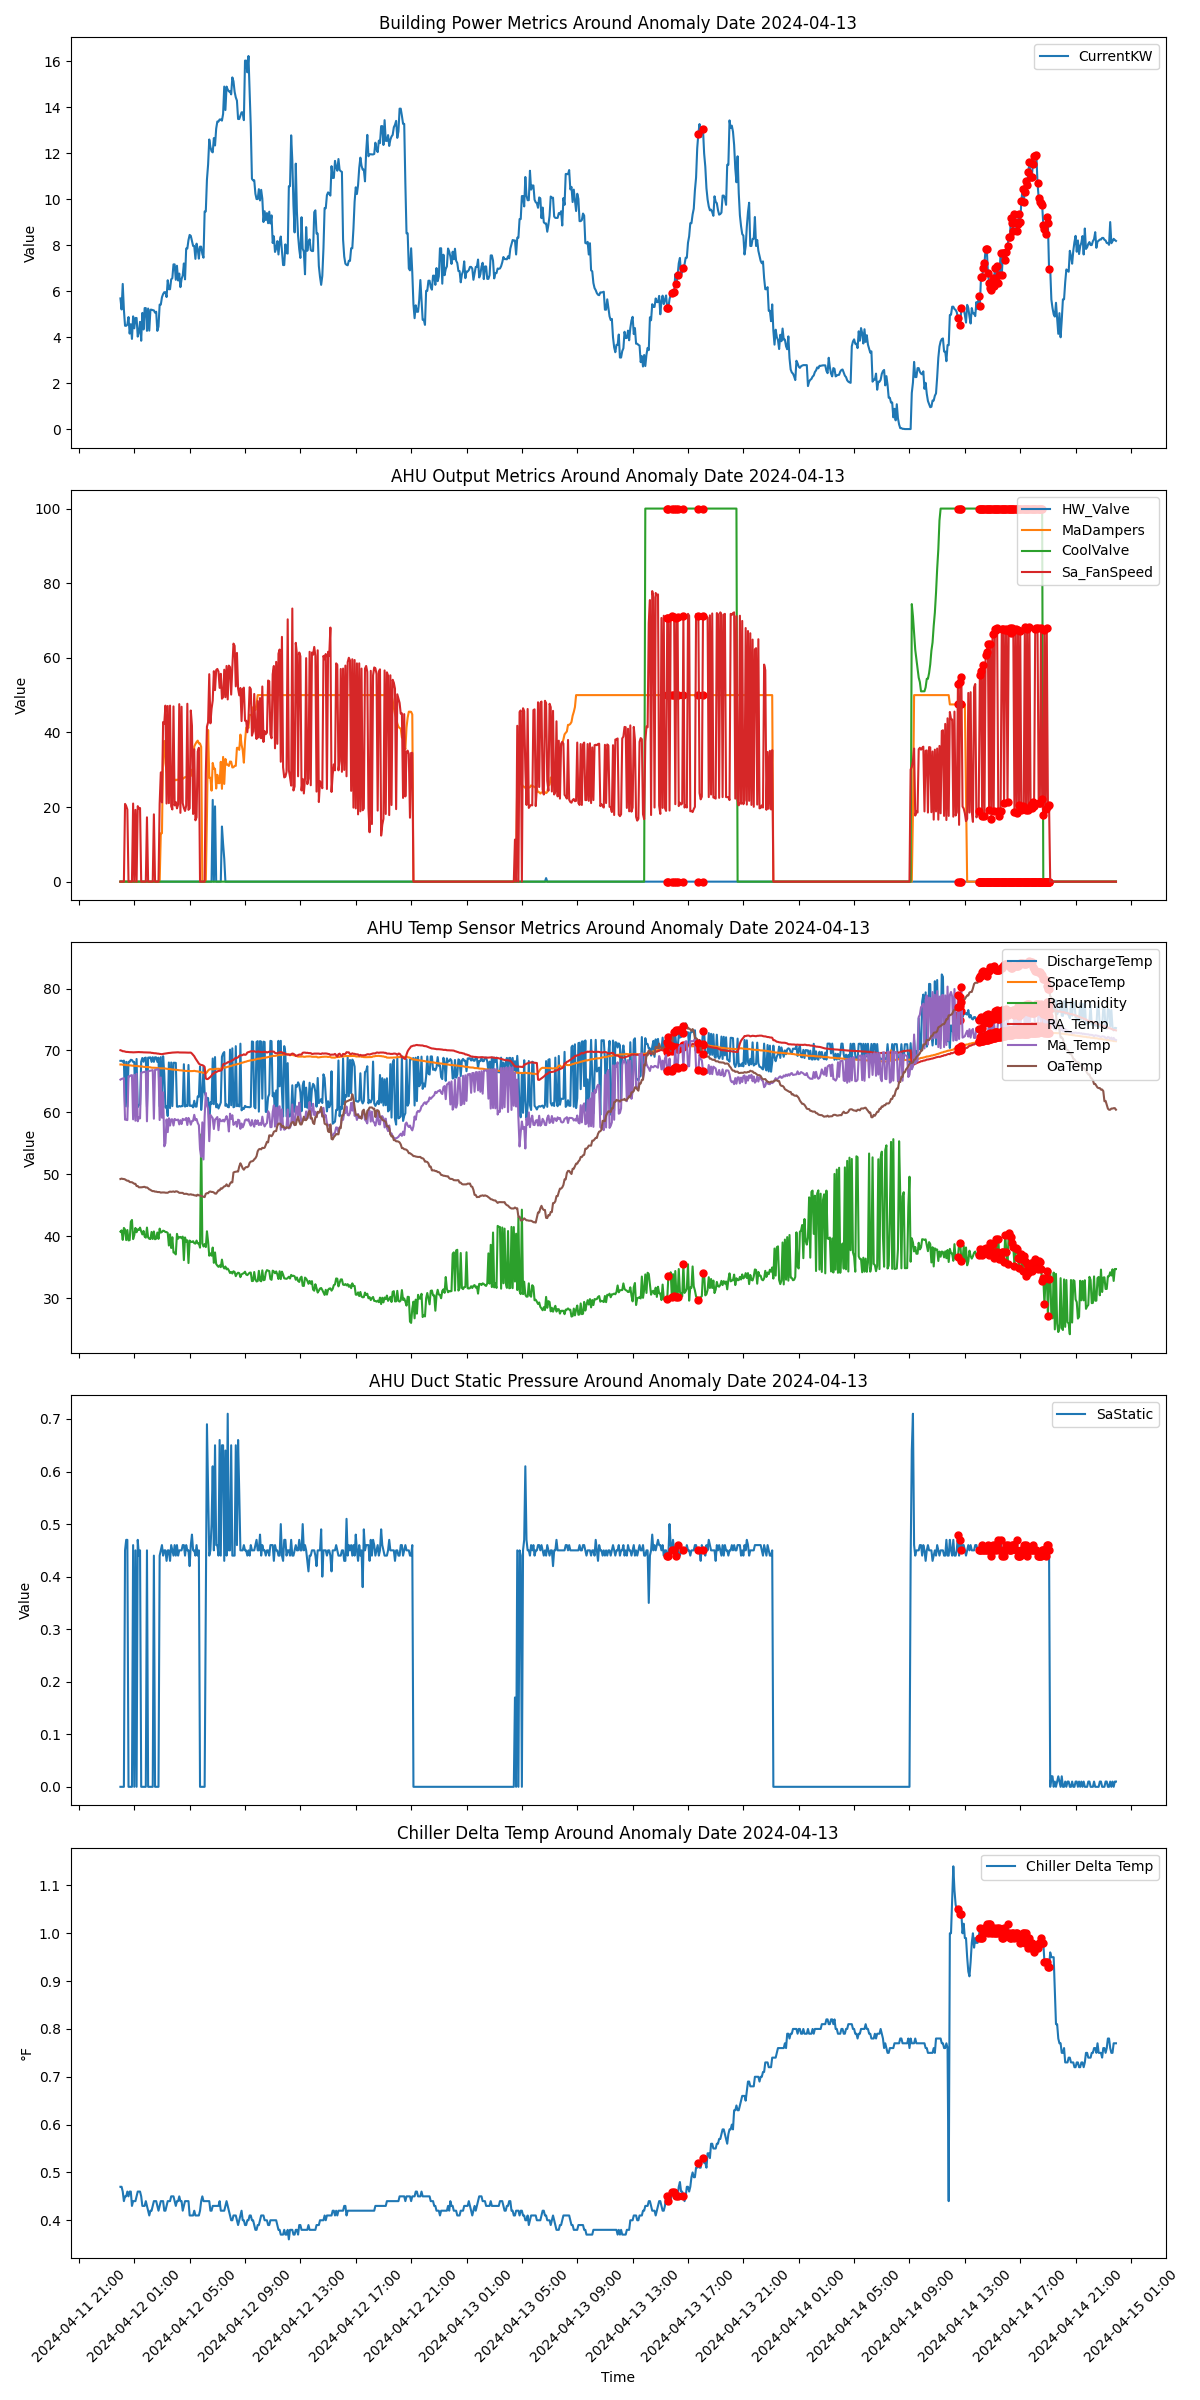 Building Power Metrics Around Anomaly Date 2024-04-13
CurrentKW
16
14
12
10
8
6
4
2
0
Value
AHU Output Metrics Around Anomaly Date 2024-04-13
HW_Valve
MaDampers
CoolValve
Sa_FanSpeed
100
80
60
40
20
0
Value
AHU Temp Sensor Metrics Around Anomaly Date 2024-04-13
DischargeTemp
SpaceTemp
RaHumidity
RA_Temp
Ma_Temp
OaTemp
80
70
60
50
40
30
Value
AHU Duct Static Pressure Around Anomaly Date 2024-04-13
SaStatic
0.7
0.6
0.5
0.4
0.3
0.2
0.1
0.0
Value
Chiller Delta Temp Around Anomaly Date 2024-04-13
Chiller Delta Temp
1.1
1.0
0.9
0.8
0.7
0.6
0.5
0.4
°F
2024-04-11 21:00
2024-04-12 01:00
2024-04-12 05:00
2024-04-12 09:00
2024-04-12 13:00
2024-04-12 17:00
2024-04-12 21:00
2024-04-13 01:00
2024-04-13 05:00
2024-04-13 09:00
2024-04-13 13:00
2024-04-13 17:00
2024-04-13 21:00
2024-04-14 01:00
2024-04-14 05:00
2024-04-14 09:00
2024-04-14 13:00
2024-04-14 17:00
2024-04-14 21:00
2024-04-15 01:00
Time